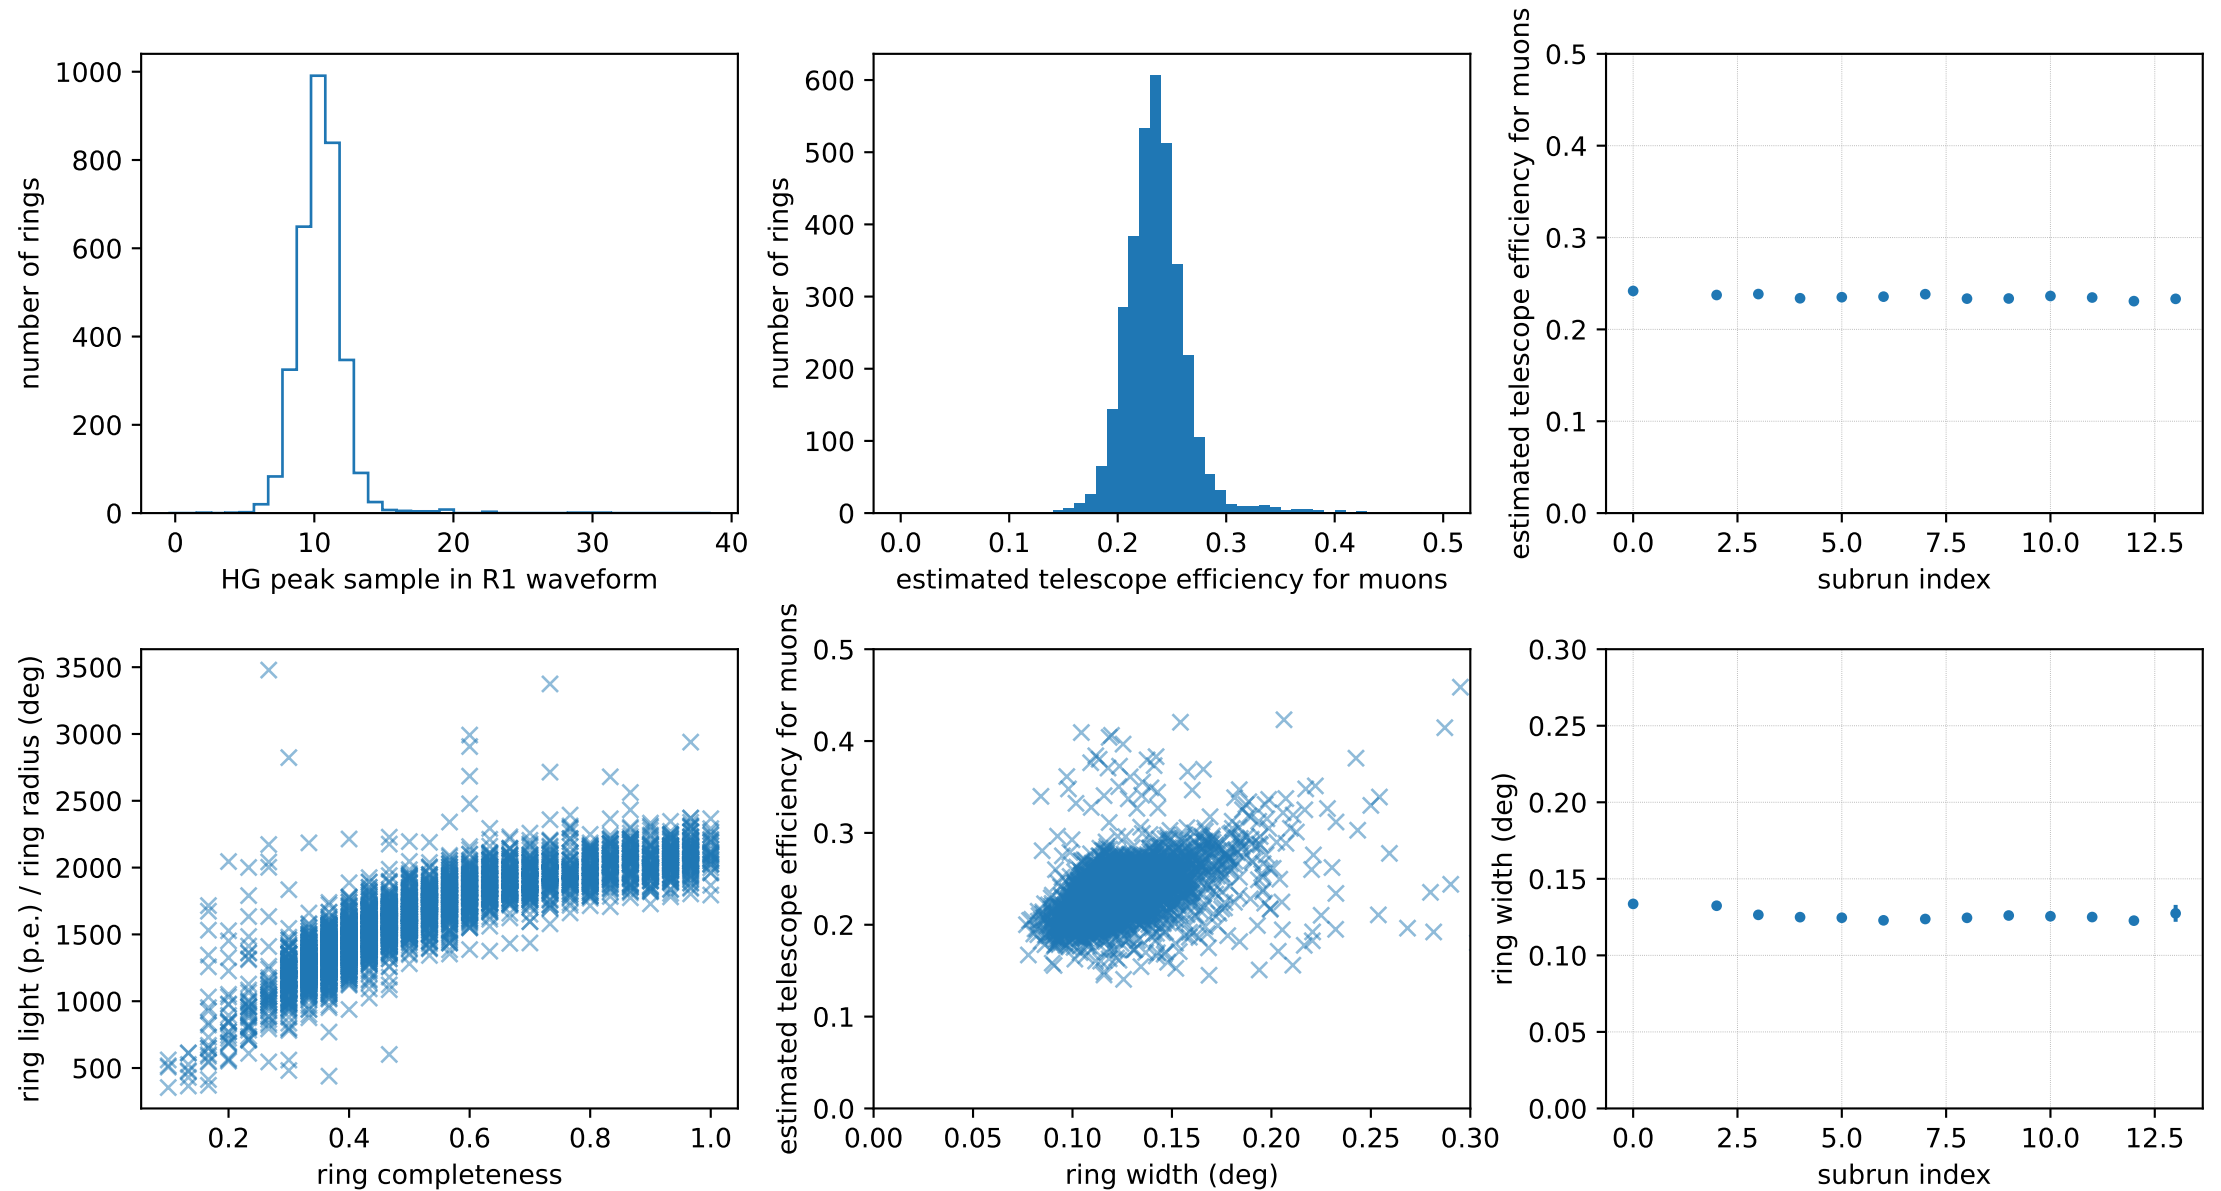 1000
800
600
400
200
0
number of rings
0 10 20 30 40
HG peak sample in R1 waveform
600
500
400
300
200
100
0
number of rings
0.0 0.1 0.2 0.3 0.4 0.5
estimated telescope efficiency for muons
0.5
0.4
0.3
0.2
0.1
0.0
estimated telescope efficiency for muons
0.0 2.5 5.0 7.5 10.0 12.5
subrun index
3500
3000
2500
2000
1500
1000
500
ring light (p.e.) / ring radius (deg)
0.2 0.4 0.6 0.8 1.0
ring completeness
0.5
0.4
0.3
0.2
0.1
0.0
estimated telescope efficiency for muons
0.00 0.05 0.10 0.15 0.20 0.25 0.30
ring width (deg)
0.30
0.25
0.20
0.15
0.10
0.05
0.00
ring width (deg)
0.0 2.5 5.0 7.5 10.0 12.5
subrun index